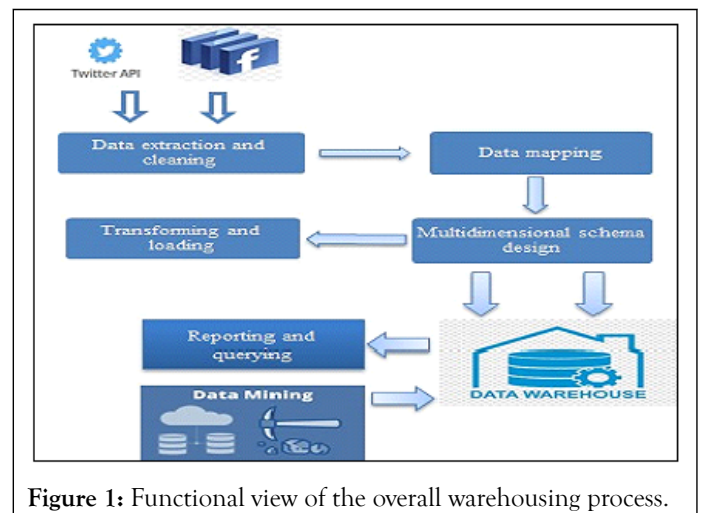 Twitter API
f
Data extraction and
cleaning
Data mapping
Transforming and
loading
Multidimensional schema
design
Reporting and
querying
DATA WAREHOUSE
Data Mining
Figure 1: Functional view of the overall warehousing process.